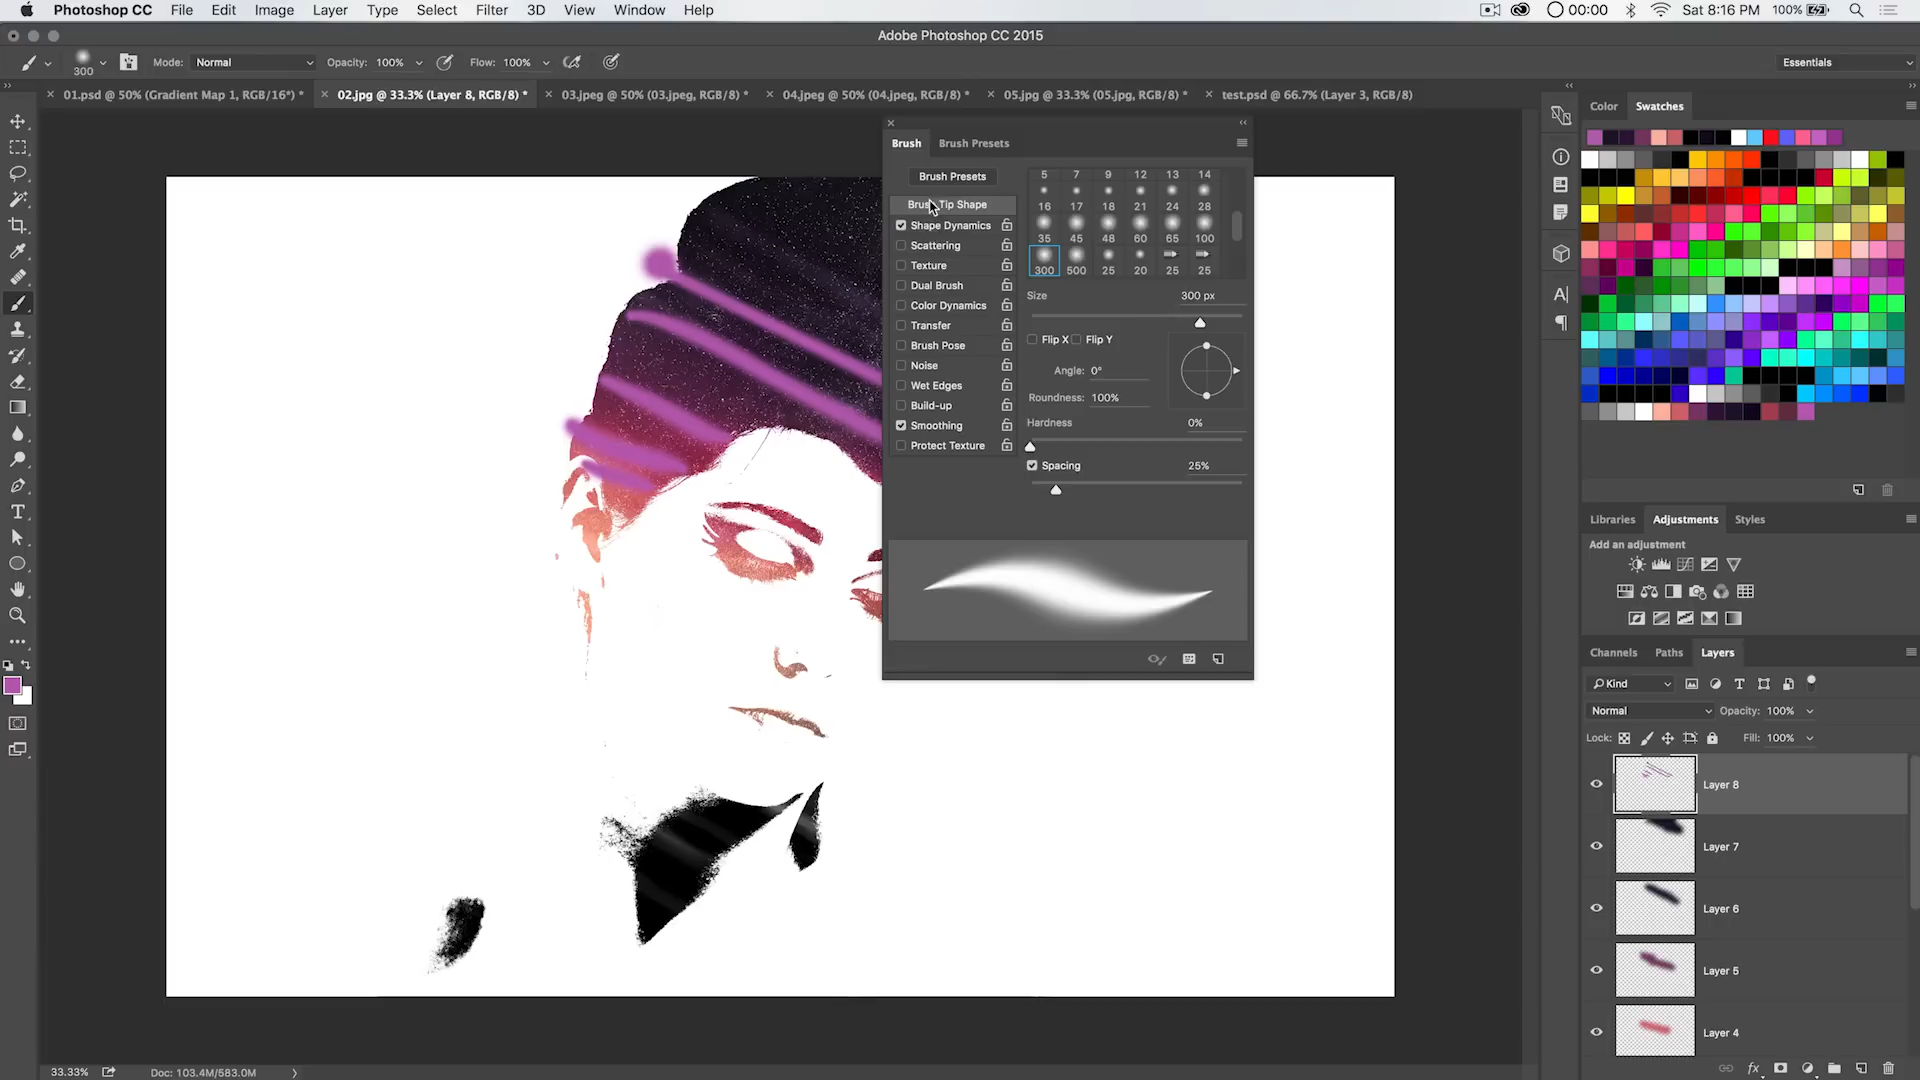 Photoshop CC File Edit Image Layer Type Select Filter 3D View Window Help 00:00 Sat 8:16 PM 100%
Adobe Photoshop CC 2015
300 Mode: Normal Opacity: 100% Flow: 100% Essentials
01.psd @ 50% (Gradient Map 1, RGB/16*) * 02.jpg @ 33.3% (Layer 8, RGB/8) * 03.jpeg @ 50% (03.jpeg, RGB/8) * 04.jpeg @ 50% (04.jpeg, RGB/8) * 05.jpg @ 33.3% (05.jpg, RGB/8) * test.psd @ 66.7% (Layer 3, RGB/8)
Brush Brush Presets
Brush Presets
Brush Tip Shape
Shape Dynamics
Scattering
Texture
Dual Brush
Color Dynamics
Transfer
Brush Pose
Noise
Wet Edges
Build-up
Smoothing
Protect Texture
5 7 9 12 13 14
16 17 18 21 24 28
35 45 48 60 65 100
300 500 25 20 25 25
Size 300 px
Flip X Flip Y
Angle: 0°
Roundness: 100%
Hardness 0%
Spacing 25%
Color Swatches
Libraries Adjustments Styles
Add an adjustment
Channels Paths Layers
Kind
Normal Opacity: 100%
Lock: Fill: 100%
Layer 8
Layer 7
Layer 6
Layer 5
Layer 4
fx
33.33% Doc: 103.4M/583.0M